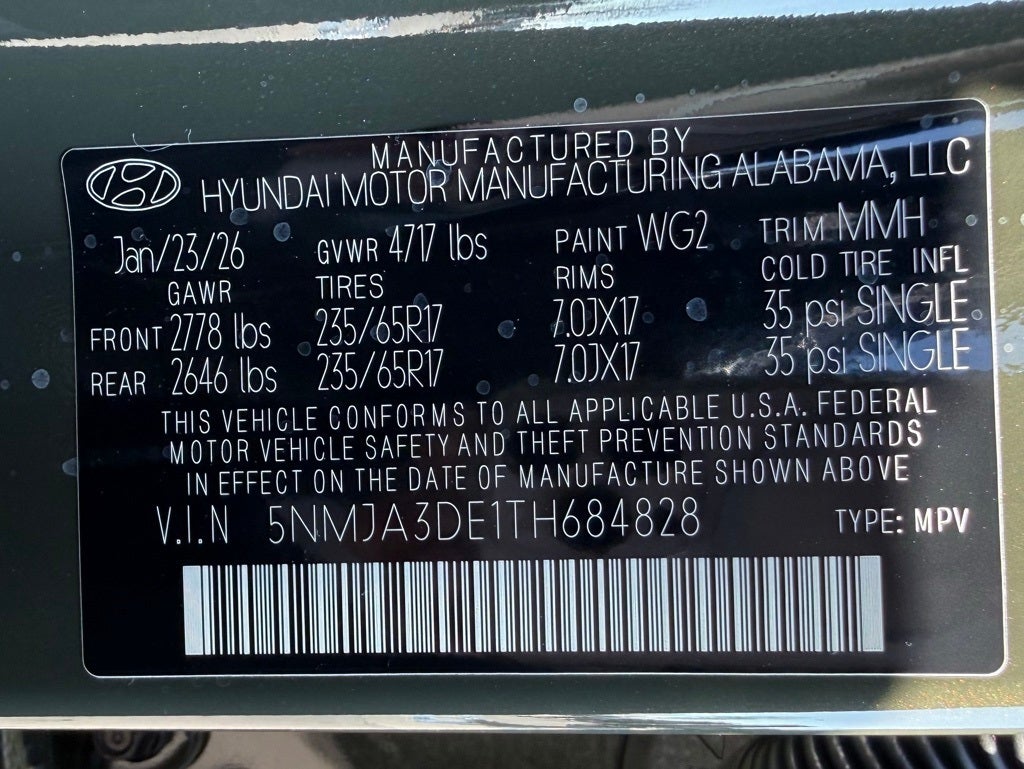 MANUFACTURED BY
HYUNDAI MOTOR MANUFACTURING ALABAMA, LLC
Jan/23/26 GVWR 4717 lbs PAINT WG2 TRIM MMH
GAWR TIRES RIMS COLD TIRE INFL
FRONT 2778 lbs 235/65R17 7.0JX17 35 psi SINGLE
REAR 2646 lbs 235/65R17 7.0JX17 35 psi SINGLE
THIS VEHICLE CONFORMS TO ALL APPLICABLE U.S.A. FEDERAL
MOTOR VEHICLE SAFETY AND THEFT PREVENTION STANDARDS
IN EFFECT ON THE DATE OF MANUFACTURE SHOWN ABOVE
V.I.N 5NMJA3DE1TH684828 TYPE: MPV